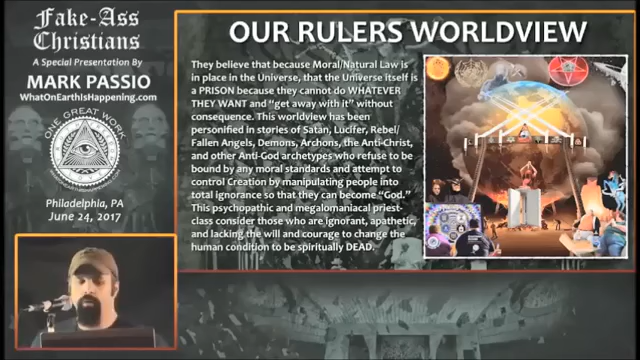 Fake-Ass
Christians
A Special Presentation By
MARK PASSIO
WhatOnEarthIsHappening.com
ONE GREAT WORK
Philadelphia, PA
June 24, 2017
OUR RULERS WORLDVIEW
They believe that because Moral/Natural Law is
in place in the Universe, that the Universe itself is
a PRISON because they cannot do WHATEVER
THEY WANT and “get away with it” without
consequence. This worldview has been
personified in stories of Satan, Lucifer, Rebel/
Fallen Angels, Demons, Archons, the Anti-Christ,
and other Anti-God archetypes who refuse to be
bound by any moral standards and attempt to
control Creation by manipulating people into
total ignorance so that they can become “God.”
This psychopathic and megalomaniacal priest-
class consider those who are ignorant, apathetic,
and lacking the will and courage to change the
human condition to be spiritually DEAD.